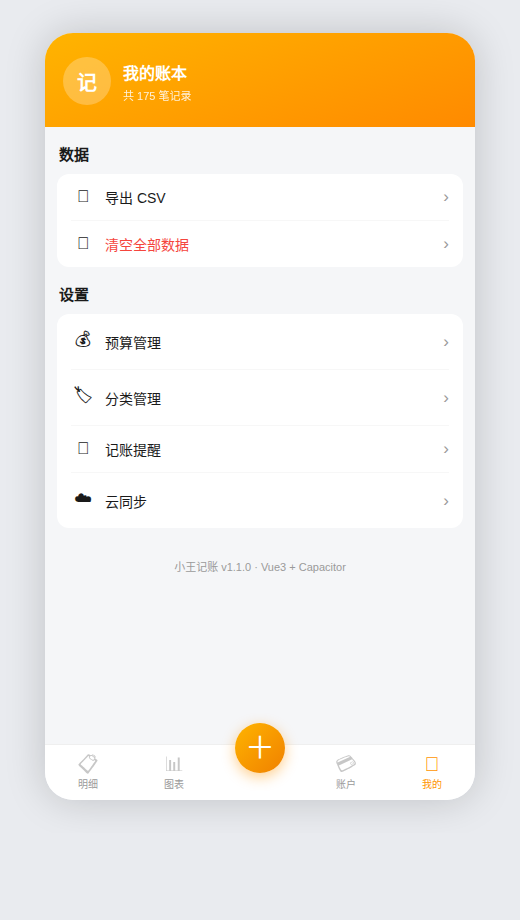 记
我的账本
共 175 笔记录
数据
导出 CSV
清空全部数据
设置
预算管理
分类管理
记账提醒
云同步
小王记账 v1.1.0 · Vue3 + Capacitor
明细
图表
账户
我的